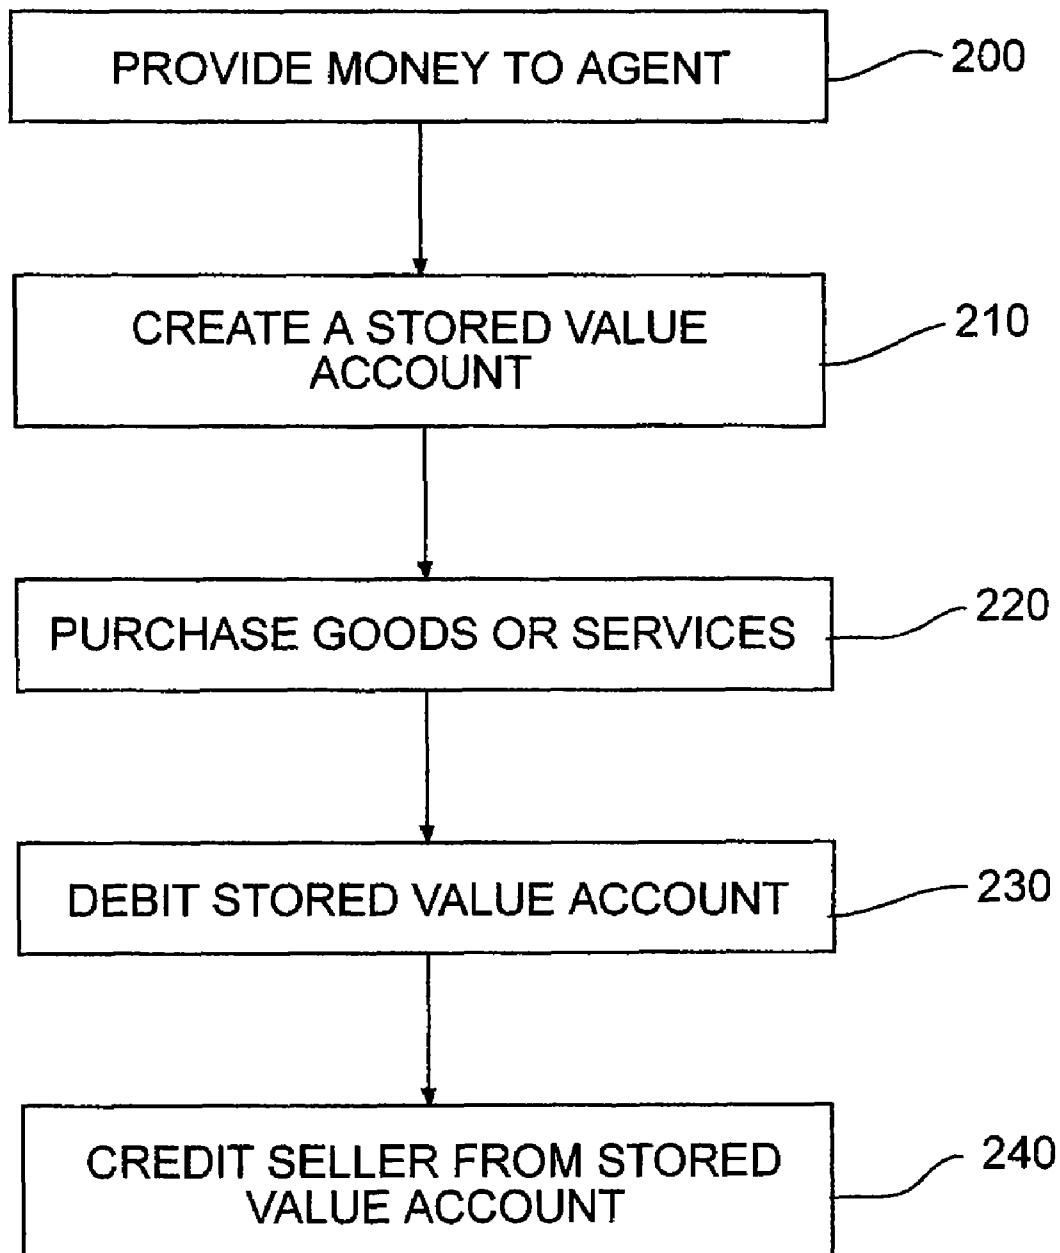 PROVIDE MONEY TO AGENT
200
CREATE A STORED VALUE
ACCOUNT
210
PURCHASE GOODS OR SERVICES
220
DEBIT STORED VALUE ACCOUNT
230
CREDIT SELLER FROM STORED
VALUE ACCOUNT
240